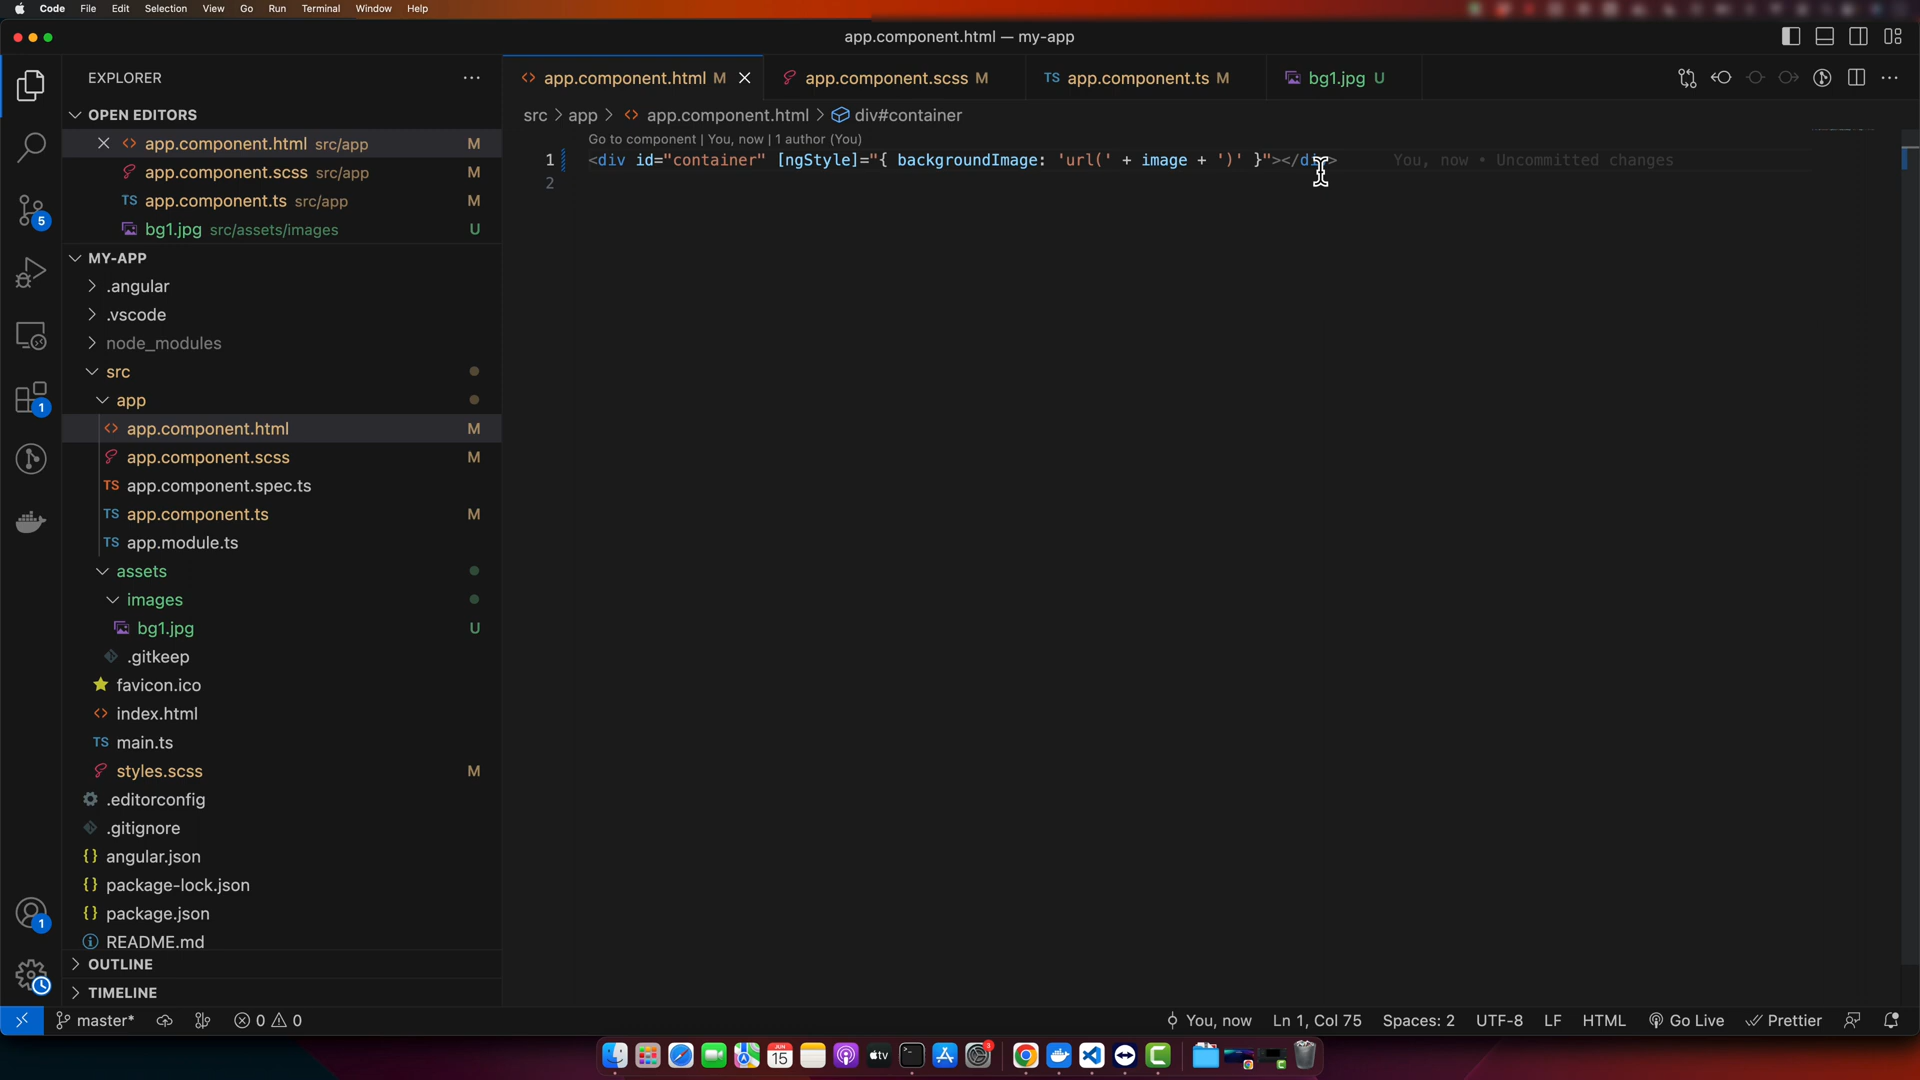 Code File Edit Selection View Go Run Terminal Window Help
app.component.html — my-app
EXPLORER
OPEN EDITORS
app.component.html src/app M
app.component.scss src/app M
TS app.component.ts src/app M
bg1.jpg src/assets/images U
MY-APP
.angular
.vscode
node_modules
src
app
app.component.html M
app.component.scss M
TS app.component.spec.ts
TS app.component.ts M
TS app.module.ts
assets
images
bg1.jpg U
.gitkeep
favicon.ico
index.html
TS main.ts
styles.scss M
.editorconfig
.gitignore
{} angular.json
{} package-lock.json
{} package.json
README.md
OUTLINE
TIMELINE
5
1
1
app.component.html M app.component.scss M TS app.component.ts M bg1.jpg U
src > app > app.component.html > div#container
Go to component | You, now | 1 author (You)
1 <div id="container" [ngStyle]="{ backgroundImage: 'url(' + image + ')' }"></div> You, now • Uncommitted changes
2
master* 0 0 You, now Ln 1, Col 75 Spaces: 2 UTF-8 LF HTML Go Live Prettier
JUN
15
tv
3